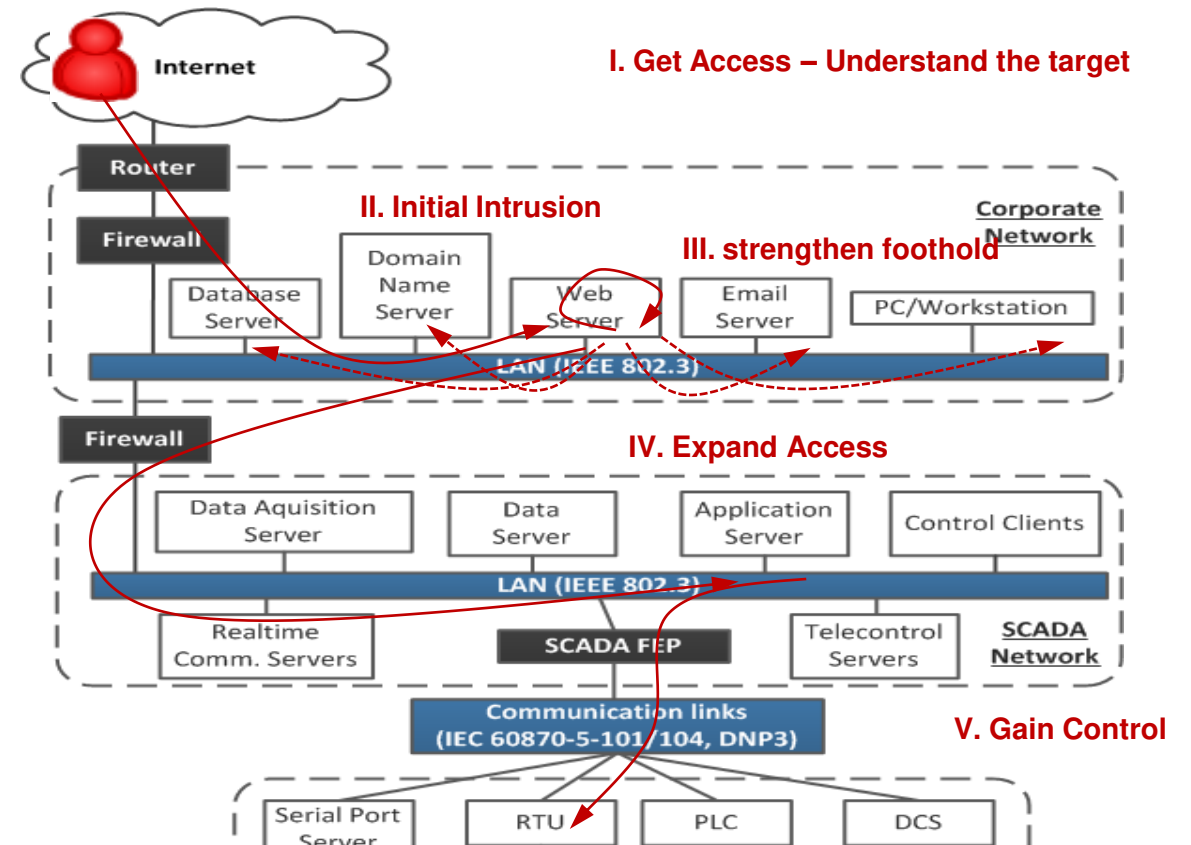 I. Get Access – Understand the target
Internet
Router
II. Initial Intrusion
Corporate
Network
Firewall
III. strengthen foothold
Domain
Name
Server
Database
Server
Web
Server
Email
Server
PC/Workstation
LAN (IEEE 802.3)
Firewall
IV. Expand Access
Data Aquisition
Server
Data
Server
Application
Server
Control Clients
LAN (IEEE 802.3)
Realtime
Comm. Servers
SCADA FEP
Telecontrol
Servers
SCADA
Network
Communication links
(IEC 60870-5-101/104, DNP3)
V. Gain Control
Serial Port
Server
RTU
PLC
DCS